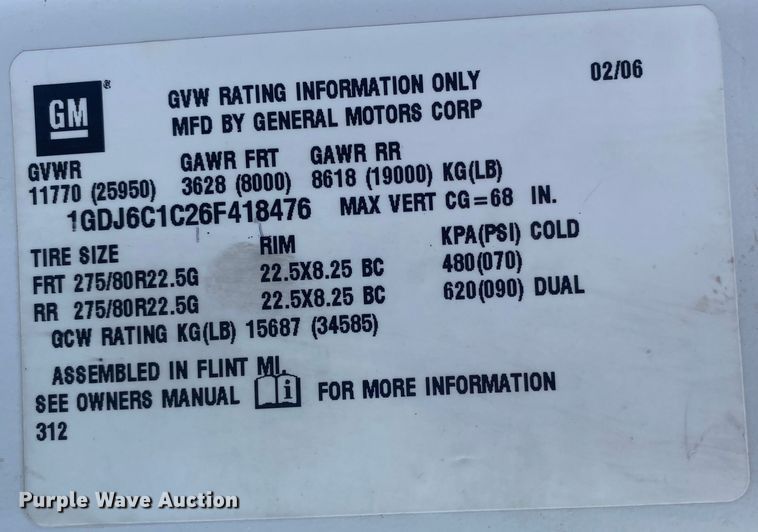 GM ®
GVW RATING INFORMATION ONLY 02/06
MFD BY GENERAL MOTORS CORP
GVWR GAWR FRT GAWR RR
11770 (25950) 3628 (8000) 8618 (19000) KG(LB)
1GDJ6C1C26F418476 MAX VERT CG=68 IN.
TIRE SIZE RIM KPA(PSI) COLD
FRT 275/80R22.5G 22.5X8.25 BC 480(070)
RR 275/80R22.5G 22.5X8.25 BC 620(090) DUAL
GCW RATING KG(LB) 15687 (34585)
ASSEMBLED IN FLINT MI.
SEE OWNERS MANUAL i FOR MORE INFORMATION
312
Purple Wave Auction